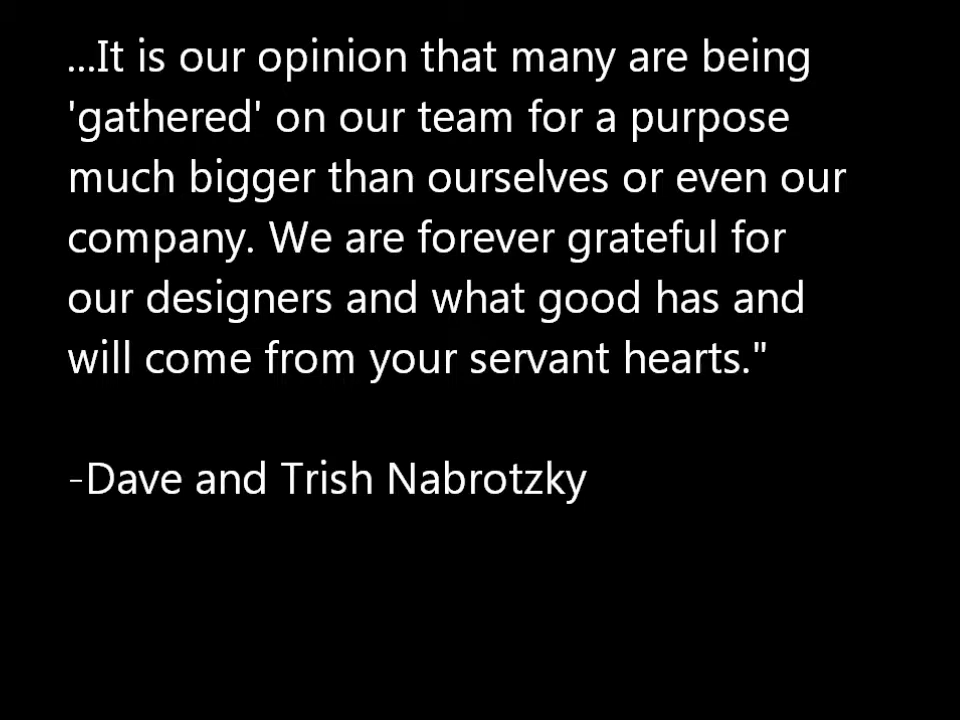 ...It is our opinion that many are being
'gathered' on our team for a purpose
much bigger than ourselves or even our
company. We are forever grateful for
our designers and what good has and
will come from your servant hearts."
-Dave and Trish Nabrotzky